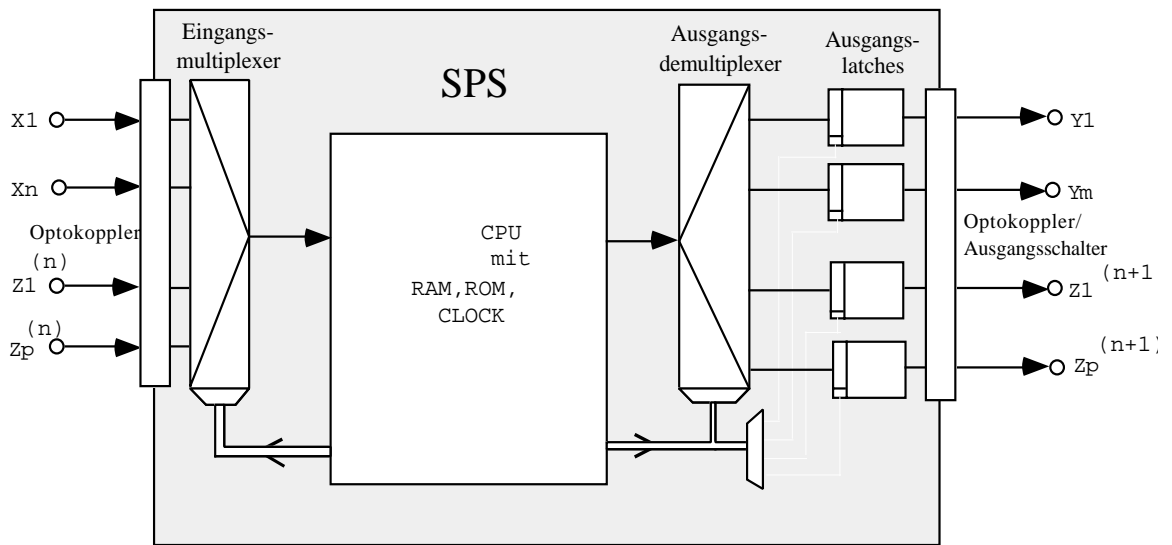 Eingangs-
multiplexer
SPS
Ausgangs-
demultiplexer
Ausgangs-
latches
X1
Xn
Optokoppler
Z1(n)
Zp(n)
CPU
mit
RAM,ROM,
CLOCK
Y1
Ym
Optokoppler/
Ausgangsschalter
Z1(n+1
Zp(n+1)